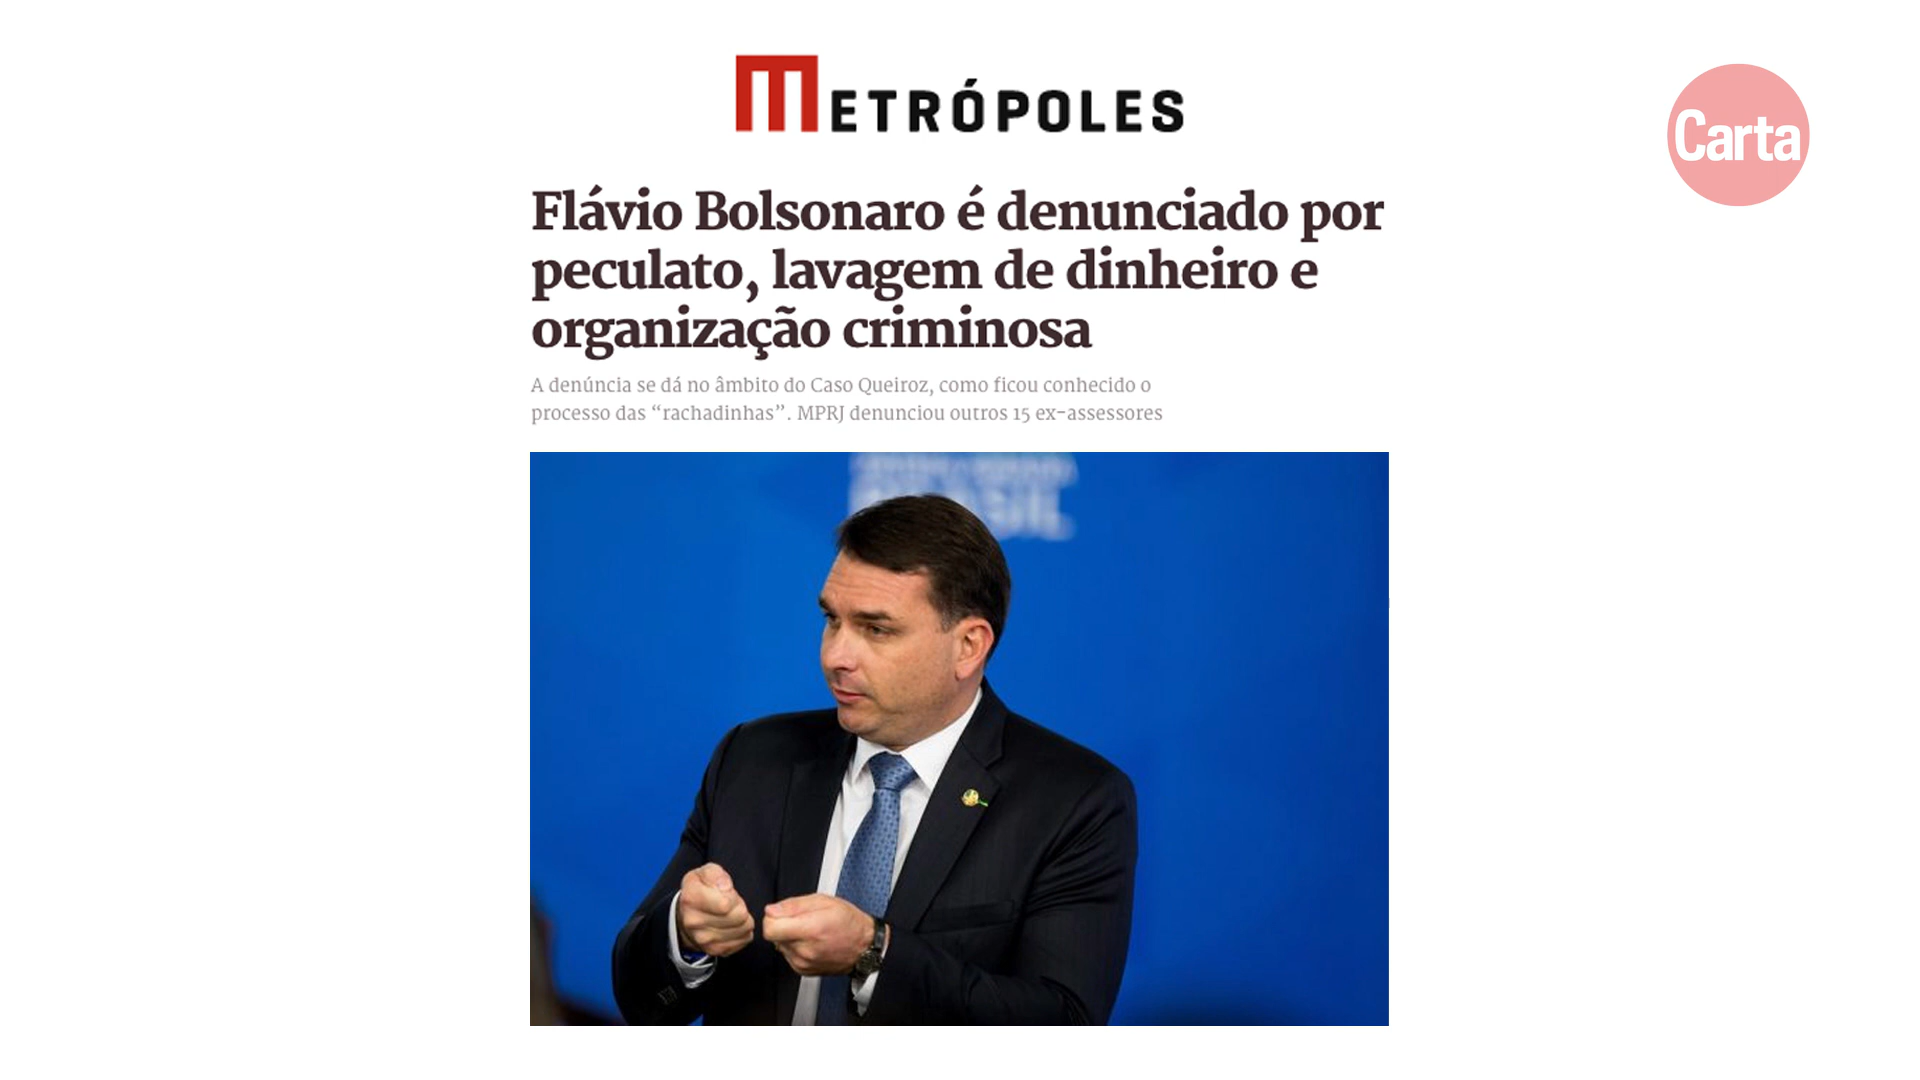 METRÓPOLES
Carta
Flávio Bolsonaro é denunciado por
peculato, lavagem de dinheiro e
organização criminosa
A denúncia se dá no âmbito do Caso Queiroz, como ficou conhecido o
processo das “rachadinhas”. MPRJ denunciou outros 15 ex-assessores
BRASIL